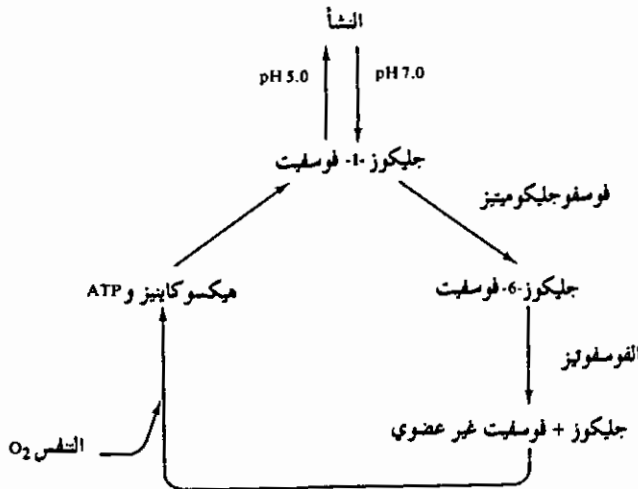 النشأ
pH 5.0
pH 7.0
جليكوز -1- فوسفيت
فوسفوجليكوميتيز
هيكسوكاينيز و ATP
جليكوز-6-فوسفيت
الفوسفوتيز
جليكوز + فوسفيت غير عضوي
التنفس O₂